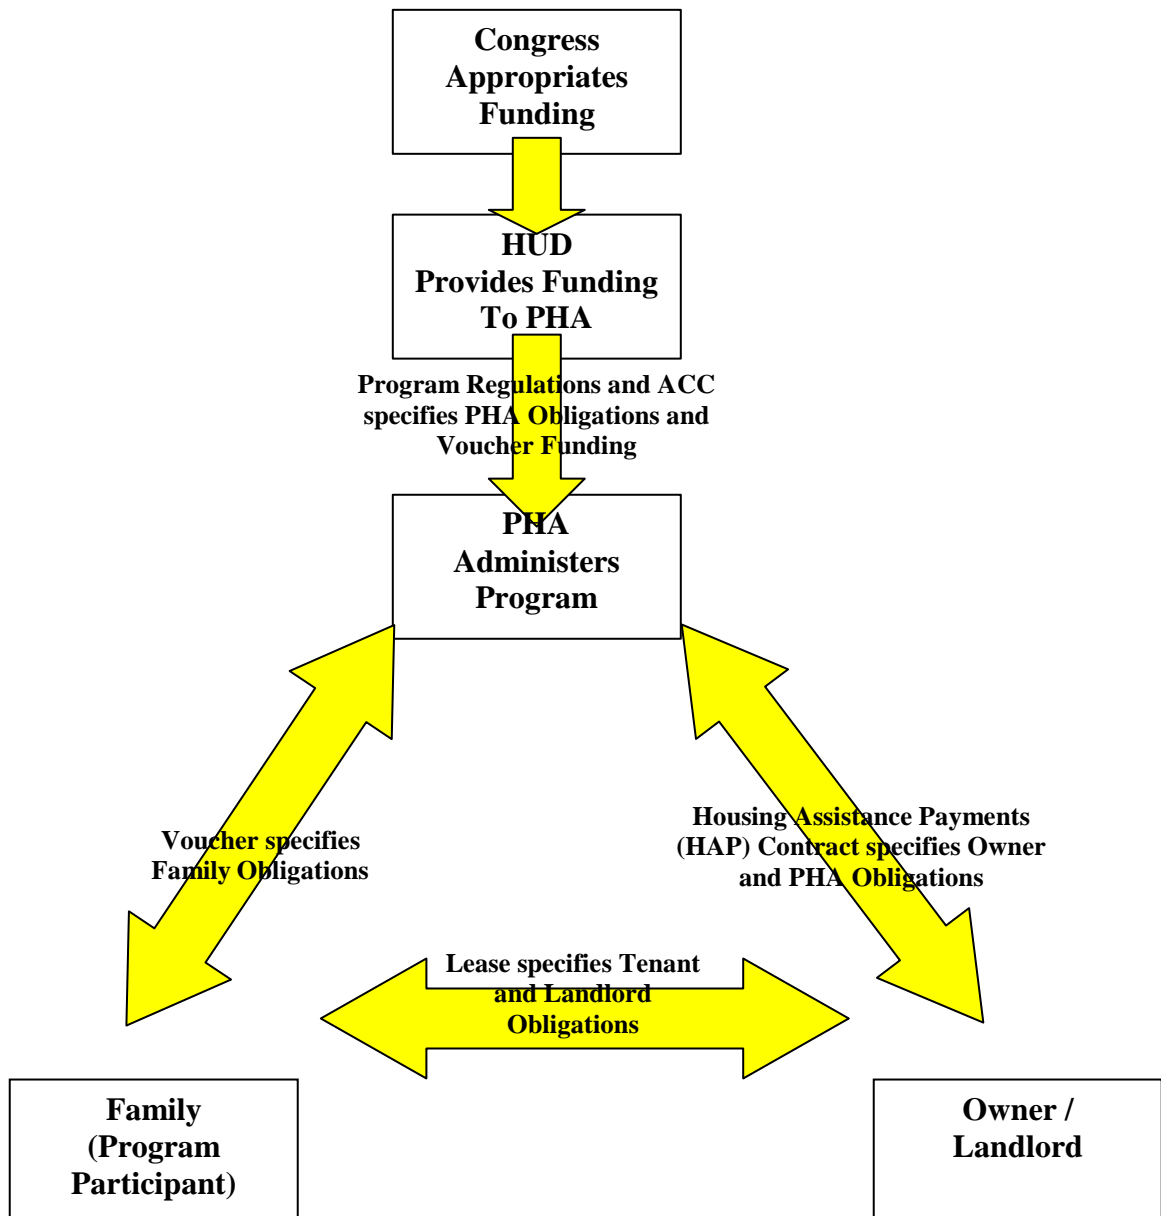 Congress
Appropriates
Funding
HUD
Provides Funding
To PHA
Program Regulations and ACC
specifies PHA Obligations and
Voucher Funding
PHA
Administers
Program
Voucher specifies
Family Obligations
Housing Assistance Payments
(HAP) Contract specifies Owner
and PHA Obligations
Lease specifies Tenant
and Landlord
Obligations
Family
(Program
Participant)
Owner /
Landlord